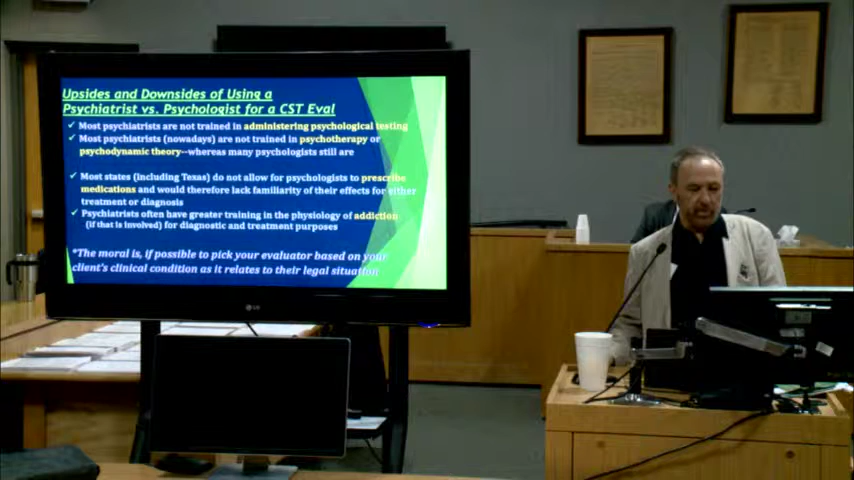 Upsides and Downsides of Using a
Psychiatrist vs. Psychologist for a CST Eval
✓ Most psychiatrists are not trained in administering psychological testing
✓ Most psychiatrists (nowadays) are not trained in psychotherapy or
psychodynamic theory--whereas many psychologists still are
✓ Most states (including Texas) do not allow for psychologists to prescribe
medications and would therefore lack familiarity of their effects for either
treatment or diagnosis
✓ Psychiatrists often have greater training in the physiology of addiction
(if that is involved) for diagnostic and treatment purposes
*The moral is, if possible to pick your evaluator based on your
client's clinical condition as it relates to their legal situation
LG